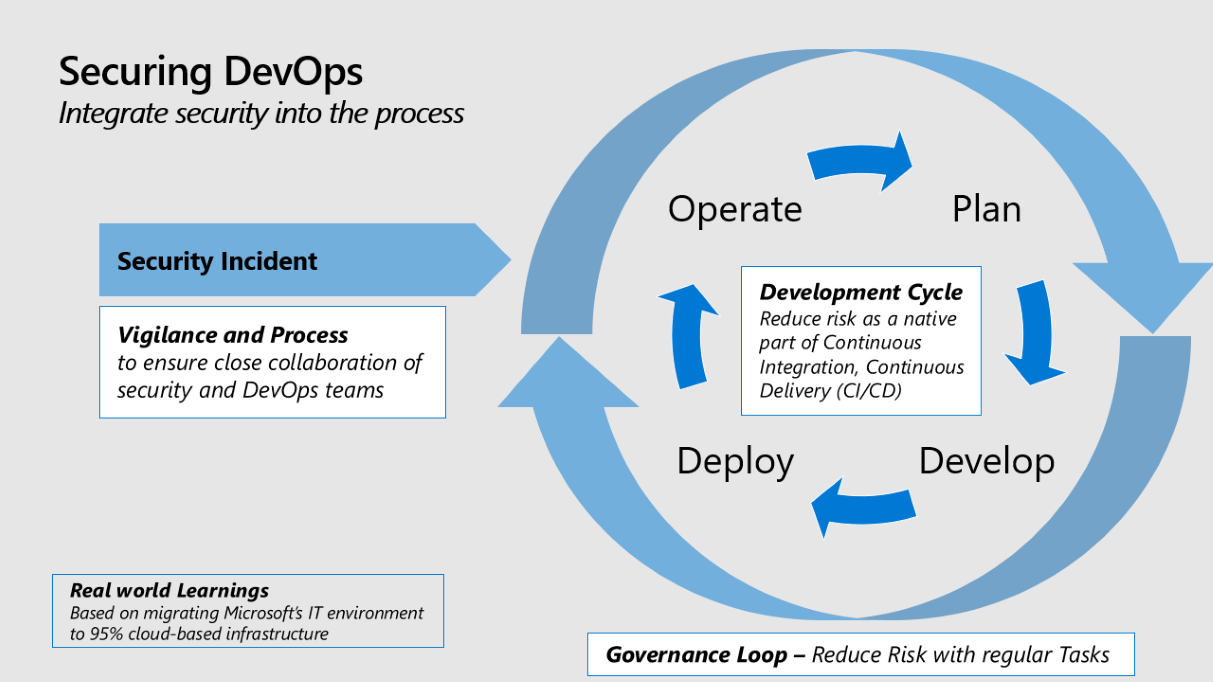 Securing DevOps
Integrate security into the process
Operate
Plan
Security Incident
Vigilance and Process
to ensure close collaboration of
security and DevOps teams
Development Cycle
Reduce risk as a native
part of Continuous
Integration, Continuous
Delivery (CI/CD)
Deploy
Develop
Real world Learnings
Based on migrating Microsoft's IT environment
to 95% cloud-based infrastructure
Governance Loop – Reduce Risk with regular Tasks